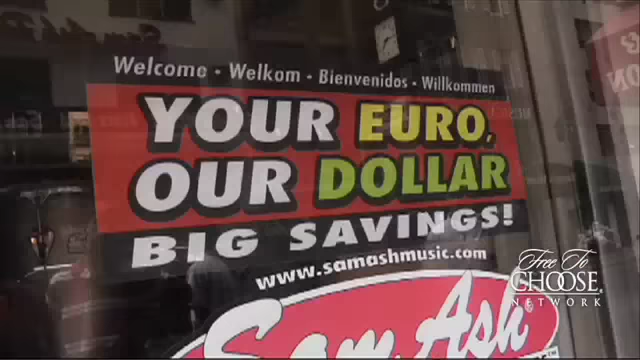 Welcome · Welkom · Bienvenidos · Willkommen
YOUR EURO,
OUR DOLLAR
BIG SAVINGS!
www.samashmusic.com
Sam Ash
Free To
CHOOSE
NETWORK